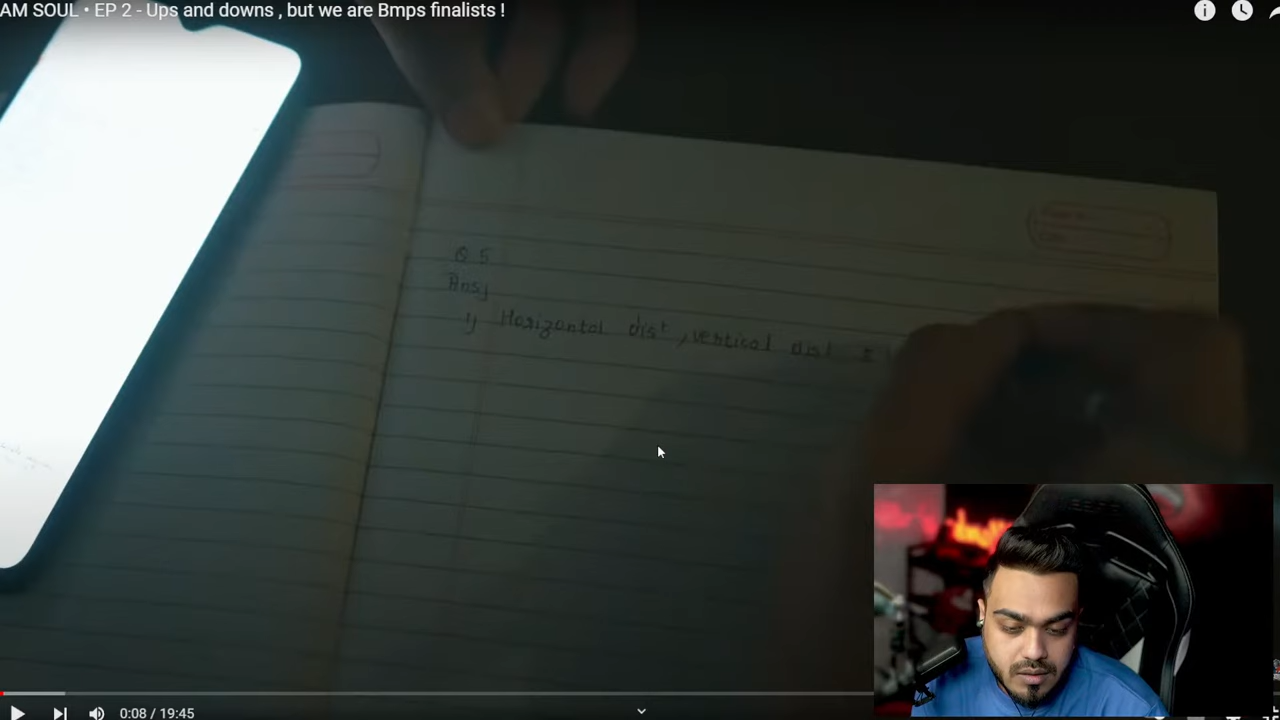 AM SOUL • EP 2 - Ups and downs , but we are Bmps finalists !
Q 5
Ans)
1) Horizontal dist , vertical dist
0:08 / 19:45